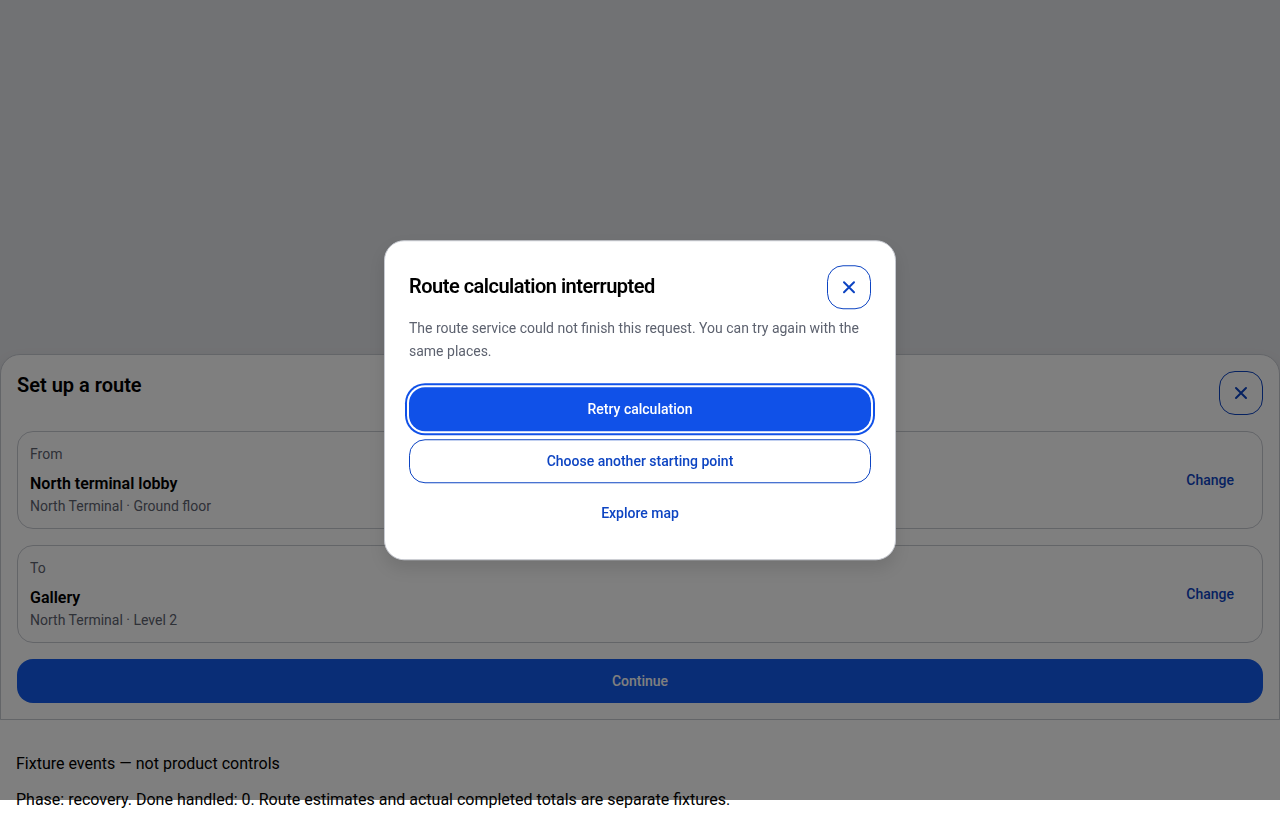 Route calculation interrupted
The route service could not finish this request. You can try again with the
same places.
Retry calculation
Choose another starting point
Explore map
Set up a route
From
North terminal lobby
North Terminal · Ground floor
Change
To
Gallery
North Terminal · Level 2
Change
Continue
Fixture events — not product controls
Phase: recovery. Done handled: 0. Route estimates and actual completed totals are separate fixtures.